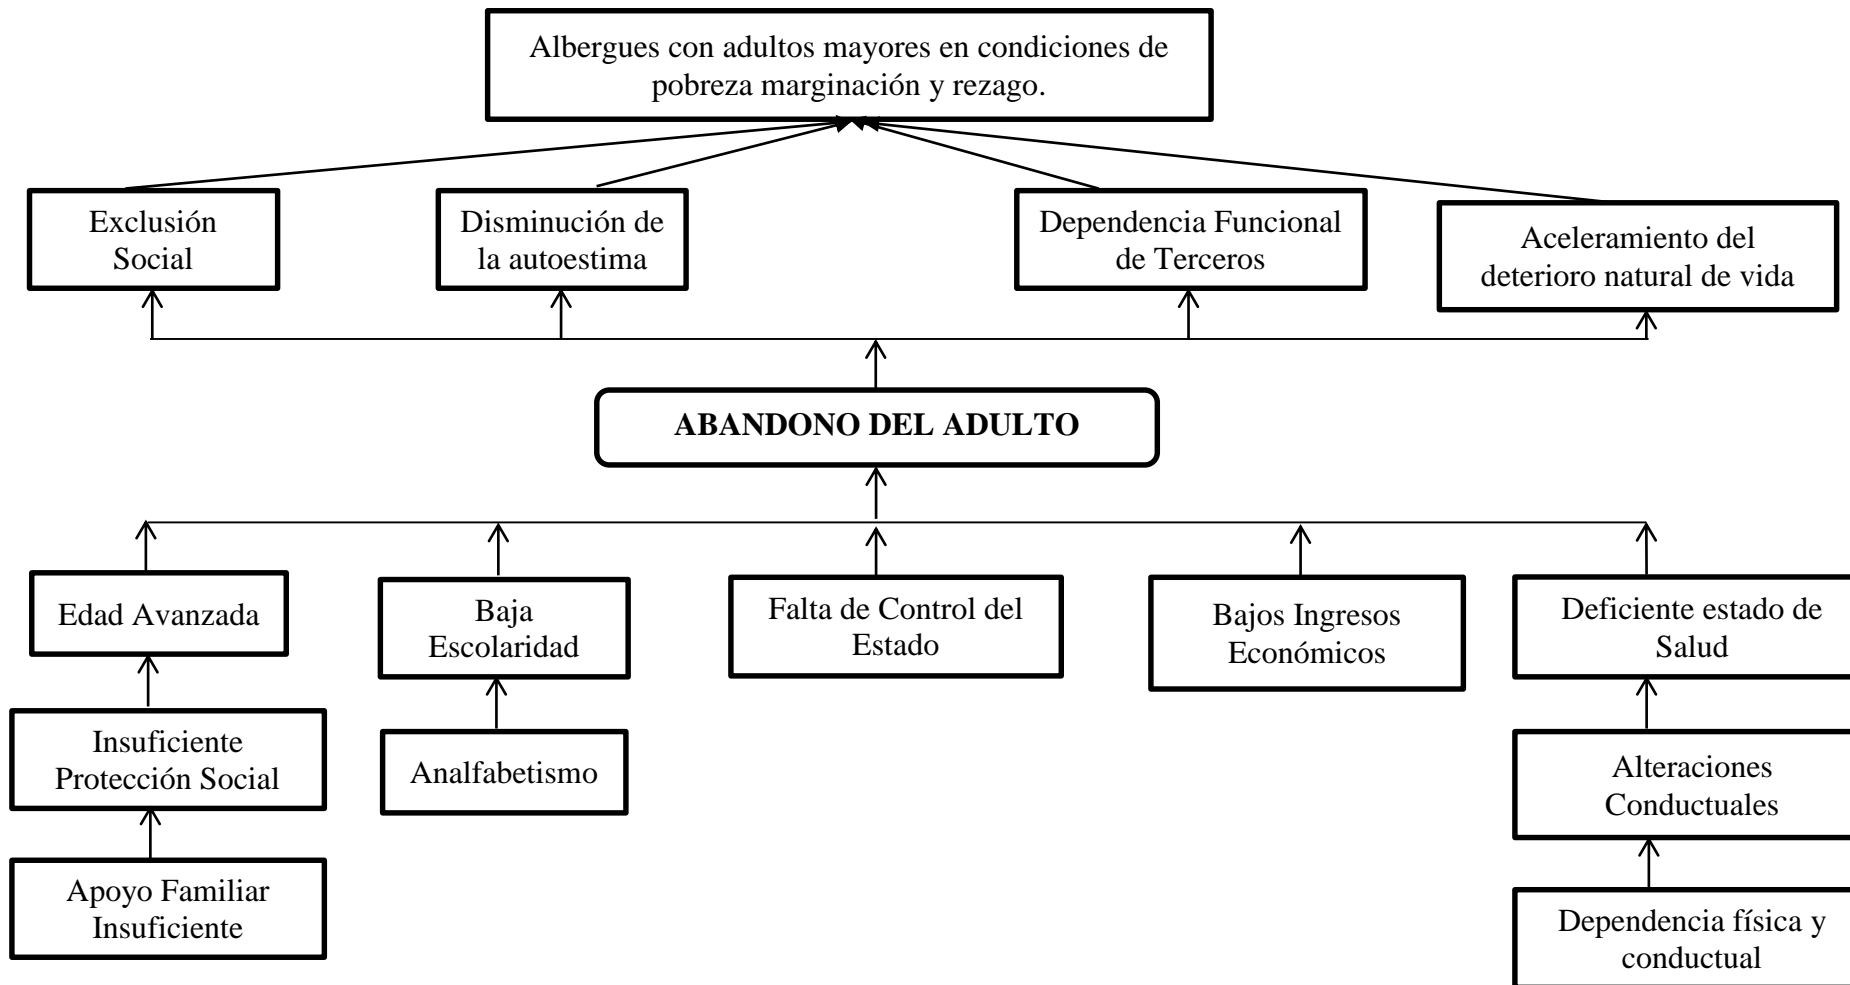 Albergues con adultos mayores en condiciones de
pobreza marginación y rezago.
Exclusión
Social
Disminución de
la autoestima
Dependencia Funcional
de Terceros
Aceleramiento del
deterioro natural de vida
ABANDONO DEL ADULTO
Edad Avanzada
Baja
Escolaridad
Falta de Control del
Estado
Bajos Ingresos
Económicos
Deficiente estado de
Salud
Insuficiente
Protección Social
Analfabetismo
Alteraciones
Conductuales
Apoyo Familiar
Insuficiente
Dependencia física y
conductual